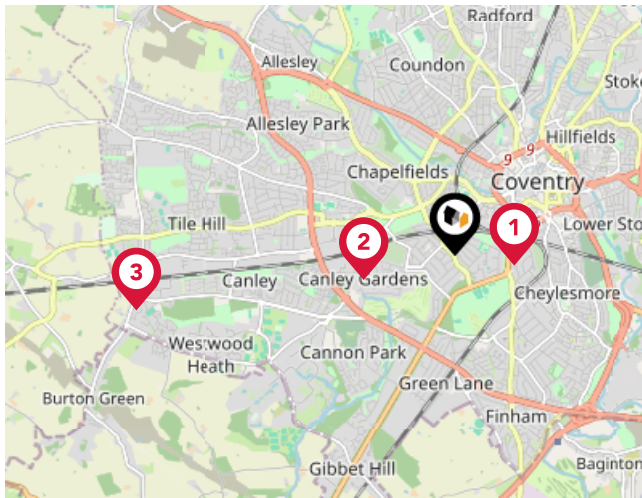 Radford
Allesley
Coundon
Stoke
Allesley Park
Hillfields
9
9
Chapelfields
Coventry
Tile Hill
1
Lower Sto
2
3
Canley
Canley Gardens
Cheylesmore
Westwood
Heath
Cannon Park
Green Lane
Burton Green
Finham
Gibbet Hill
Baginton